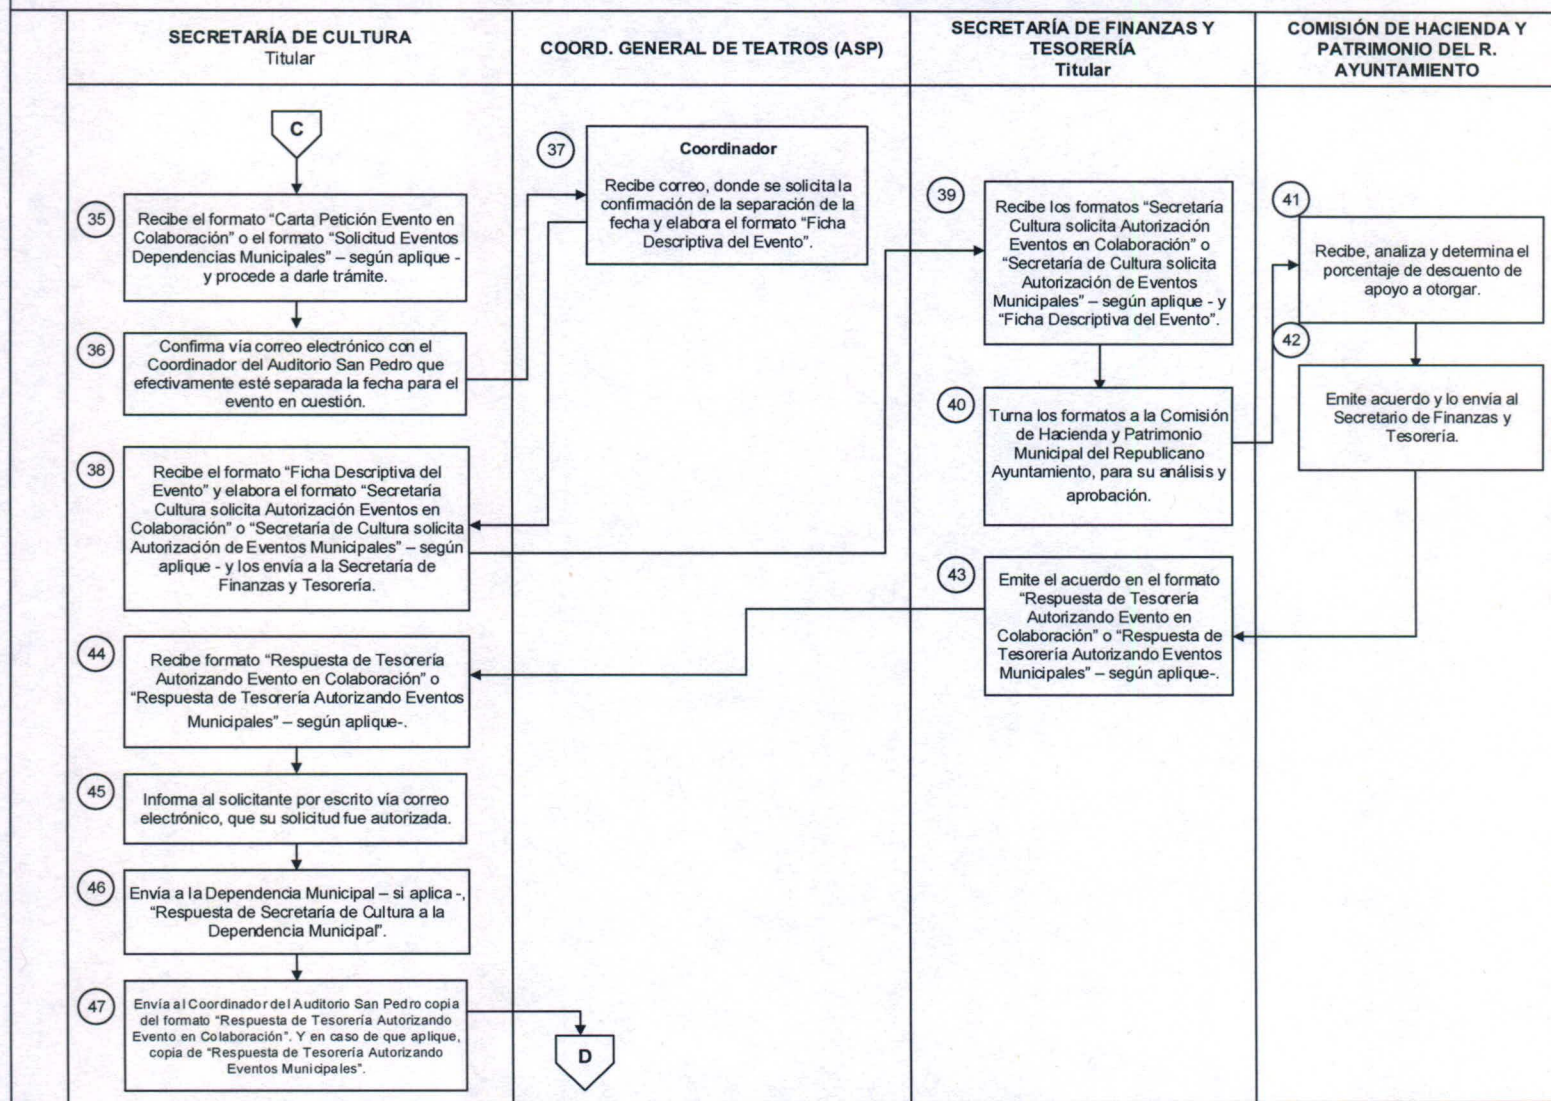 SECRETARÍA DE CULTURA
Titular
COORD. GENERAL DE TEATROS (ASP)
SECRETARÍA DE FINANZAS Y
TESORERÍA
Titular
COMISIÓN DE HACIENDA Y
PATRIMONIO DEL R.
AYUNTAMIENTO
C
35
Recibe el formato “Carta Petición Evento en
Colaboración” o el formato “Solicitud Eventos
Dependencias Municipales” – según aplique -
y procede a darle trámite.
36
Confirma vía correo electrónico con el
Coordinador del Auditorio San Pedro que
efectivamente esté separada la fecha para el
evento en cuestión.
37
Coordinador
Recibe correo, donde se solicita la
confirmación de la separación de la
fecha y elabora el formato “Ficha
Descriptiva del Evento”.
38
Recibe el formato “Ficha Descriptiva del
Evento” y elabora el formato “Secretaría
Cultura solicita Autorización Eventos en
Colaboración” o “Secretaría de Cultura solicita
Autorización de Eventos Municipales” – según
aplique - y los envía a la Secretaría de
Finanzas y Tesorería.
39
Recibe los formatos “Secretaría
Cultura solicita Autorización
Eventos en Colaboración” o
“Secretaría de Cultura solicita
Autorización de Eventos
Municipales” – según aplique - y
“Ficha Descriptiva del Evento”.
40
Turna los formatos a la Comisión
de Hacienda y Patrimonio
Municipal del Republicano
Ayuntamiento, para su análisis y
aprobación.
41
Recibe, analiza y determina el
porcentaje de descuento de
apoyo a otorgar.
42
Emite acuerdo y lo envía al
Secretario de Finanzas y
Tesorería.
43
Emite el acuerdo en el formato
“Respuesta de Tesorería
Autorizando Evento en
Colaboración” o “Respuesta de
Tesorería Autorizando Eventos
Municipales” – según aplique-.
44
Recibe formato “Respuesta de Tesorería
Autorizando Evento en Colaboración” o
“Respuesta de Tesorería Autorizando Eventos
Municipales” – según aplique-.
45
Informa al solicitante por escrito vía correo
electrónico, que su solicitud fue autorizada.
46
Envía a la Dependencia Municipal – si aplica -,
“Respuesta de Secretaría de Cultura a la
Dependencia Municipal”.
47
Envía al Coordinador del Auditorio San Pedro copia
del formato “Respuesta de Tesorería Autorizando
Evento en Colaboración”. Y en caso de que aplique,
copia de “Respuesta de Tesorería Autorizando
Eventos Municipales”.
D